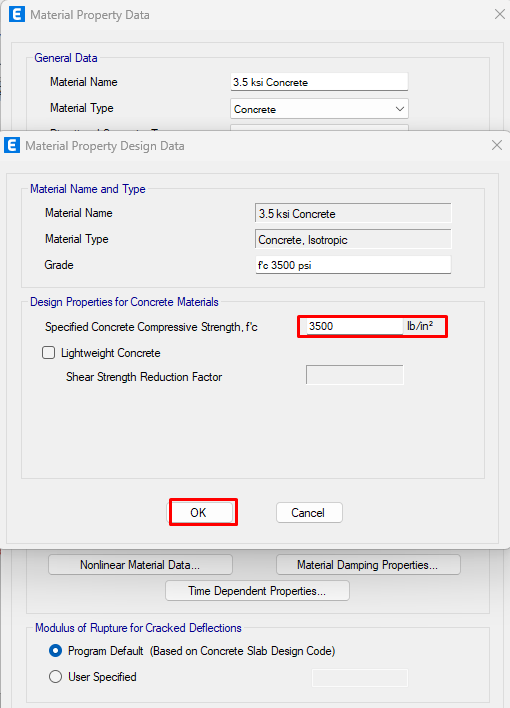 E Material Property Data
General Data
Material Name 3.5 ksi Concrete
Material Type Concrete
E Material Property Design Data
Material Name and Type
Material Name 3.5 ksi Concrete
Material Type Concrete, Isotropic
Grade f'c 3500 psi
Design Properties for Concrete Materials
Specified Concrete Compressive Strength, f'c 3500 lb/in²
Lightweight Concrete
Shear Strength Reduction Factor
OK Cancel
Nonlinear Material Data... Material Damping Properties...
Time Dependent Properties...
Modulus of Rupture for Cracked Deflections
Program Default (Based on Concrete Slab Design Code)
User Specified